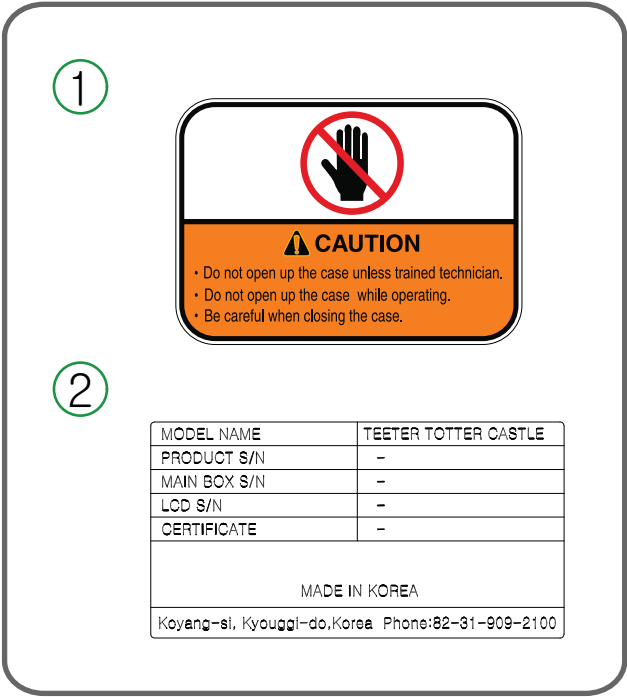 1
CAUTION
· Do not open up the case unless trained technician.
· Do not open up the case while operating.
· Be careful when closing the case.
2
MODEL NAME TEETER TOTTER CASTLE
PRODUCT S/N -
MAIN BOX S/N -
LCD S/N -
CERTIFICATE -
MADE IN KOREA
Koyang-si, Kyouggi-do,Korea Phone:82-31-909-2100